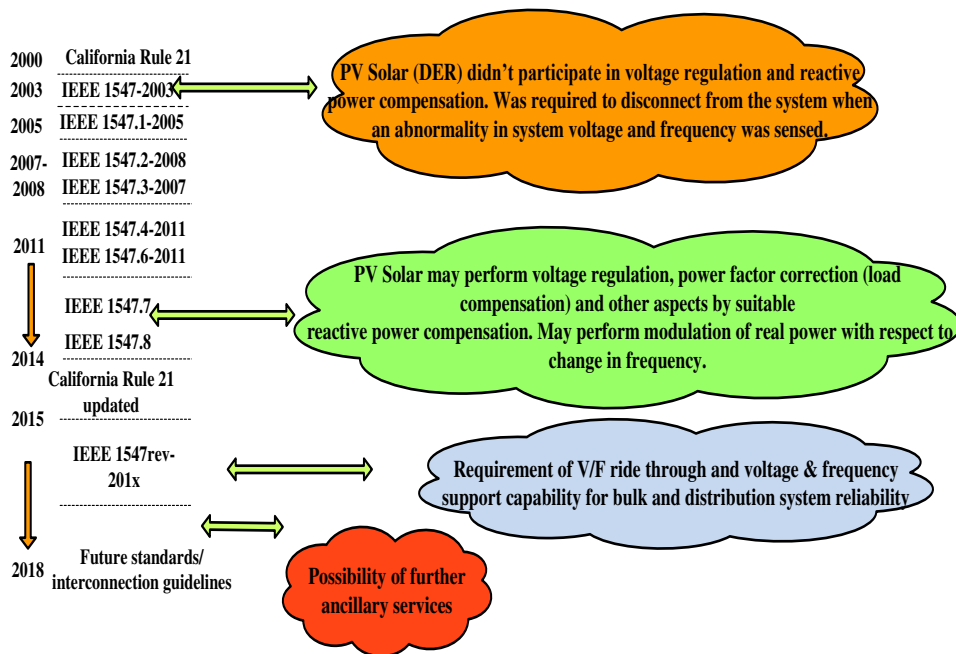 2000
California Rule 21
2003
IEEE 1547-2003
2005
IEEE 1547.1-2005
2007-
2008
IEEE 1547.2-2008
IEEE 1547.3-2007
2011
IEEE 1547.4-2011
IEEE 1547.6-2011
IEEE 1547.7
IEEE 1547.8
2014
California Rule 21
updated
2015
IEEE 1547rev-
201x
2018
Future standards/
interconnection guidelines
PV Solar (DER) didn’t participate in voltage regulation and reactive
power compensation. Was required to disconnect from the system when
an abnormality in system voltage and frequency was sensed.
PV Solar may perform voltage regulation, power factor correction (load
compensation) and other aspects by suitable
reactive power compensation. May perform modulation of real power with respect to
change in frequency.
Requirement of V/F ride through and voltage & frequency
support capability for bulk and distribution system reliability
Possibility of further
ancillary services